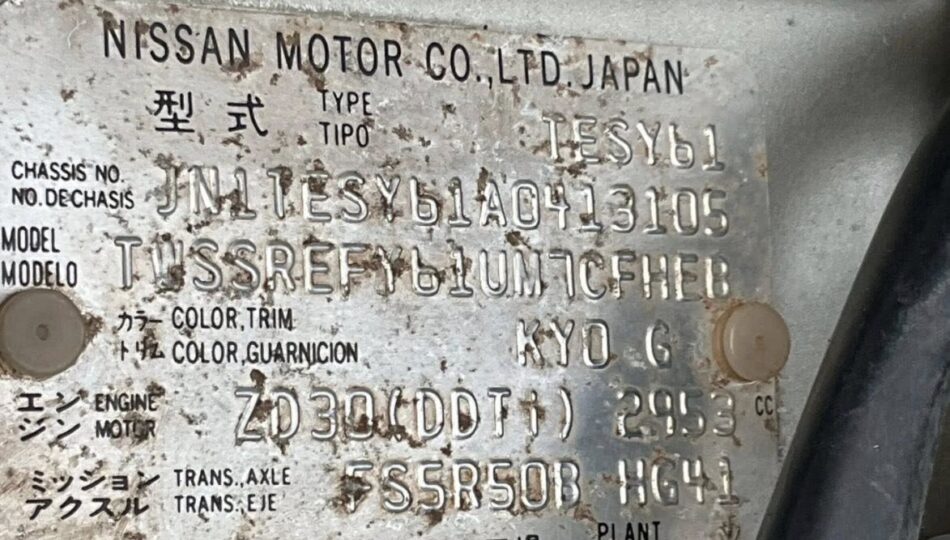 NISSAN MOTOR CO.,LTD.JAPAN
型式 TYPE TIPO TESY61
CHASSIS NO. NO.DE CHASIS JN1TESY61A0413105
MODEL MODELO TWSSREFY61UM7CFHEB
カラー COLOR,TRIM KY0 G
トリム COLOR,GUARNICION
エンジン ENGINE MOTOR ZD30(DDTi) 2953 CC
ミッション TRANS.,AXLE FS5R50B HG41
アクスル TRANS.,EJE
PLANT